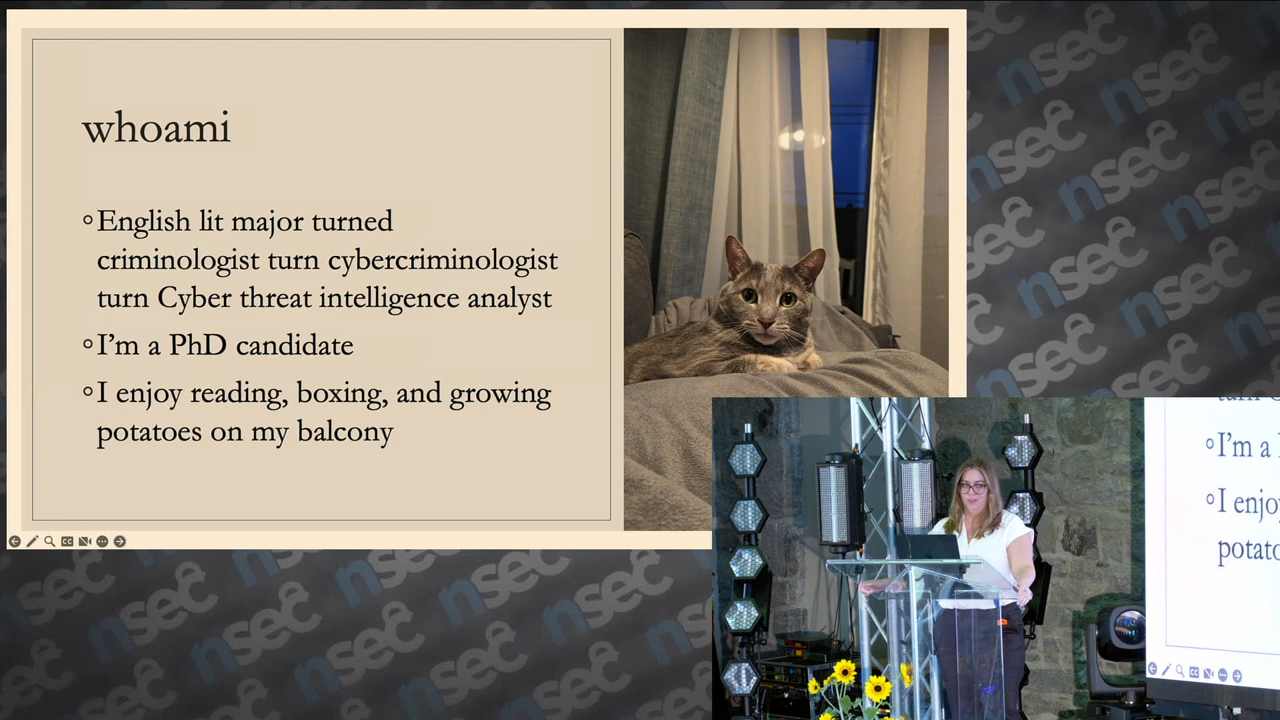 whoami
◦English lit major turned
criminologist turn cybercriminologist
turn Cyber threat intelligence analyst
◦I'm a PhD candidate
◦I enjoy reading, boxing, and growing
potatoes on my balcony
◦I'm a
nsec